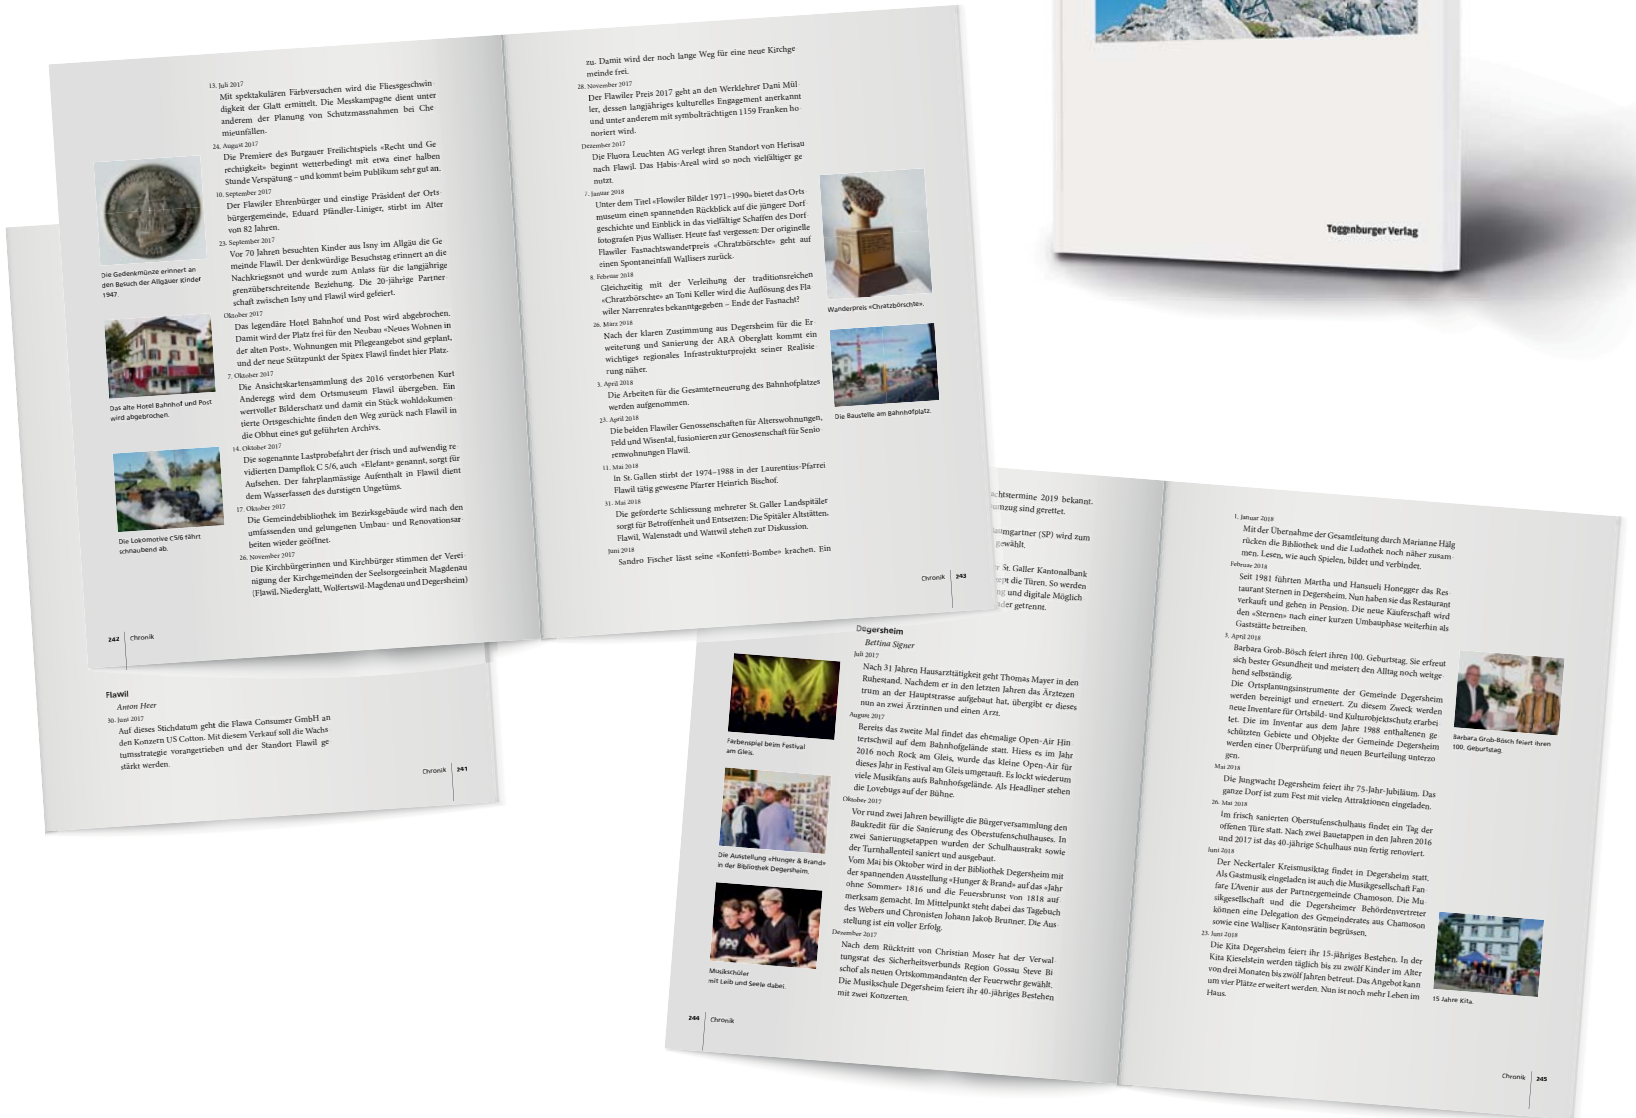 13. Juli 2017
Mit spektakulären Färbversuchen wird die Fliessgeschwin-
digkeit der Glatt ermittelt. Die Messkampagne dient unter
anderem der Planung von Schutzmassnahmen bei Che
mieunfällen.
24. August 2017
Die Premiere des Burgauer Freilichtspiels «Recht und Ge
rechtigkeit» beginnt wetterbedingt mit etwa einer halben
Stunde Verspätung – und kommt beim Publikum sehr gut an.
10. September 2017
Der Flawiler Ehrenbürger und einstige Präsident der Orts-
bürgergemeinde, Eduard Pfändler-Liniger, stirbt im Alter
von 82 Jahren.
23. September 2017
Vor 70 Jahren besuchten Kinder aus Isny im Allgäu die Ge
meinde Flawil. Der denkwürdige Besuchstag erinnert an die
Nachkriegsnot und wurde zum Anlass für die langjährige
grenzüberschreitende Beziehung. Die 20-jährige Partner
schaft zwischen Isny und Flawil wird gefeiert.
Oktober 2017
Das legendäre Hotel Bahnhof und Post wird abgebrochen.
Damit wird der Platz frei für den Neubau «Neues Wohnen in
der alten Post». Wohnungen mit Pflegeangebot sind geplant,
und der neue Stützpunkt der Spitex Flawil findet hier Platz.
7. Oktober 2017
Die Ansichtskartensammlung des 2016 verstorbenen Kurt
Anderegg wird dem Ortsmuseum Flawil übergeben. Ein
wertvoller Bilderschatz und damit ein Stück wohldokumen-
tierte Ortsgeschichte finden den Weg zurück nach Flawil in
die Obhut eines gut geführten Archivs.
14. Oktober 2017
Die sogenannte Lastprobefahrt der frisch und aufwendig re
vidierten Dampflok C 5/6, auch «Elefant» genannt, sorgt für
Aufsehen. Der fahrplanmässige Aufenthalt in Flawil dient
dem Wasserfassen des durstigen Ungetüms.
17. Oktober 2017
Die Gemeindebibliothek im Bezirksgebäude wird nach den
umfassenden und gelungenen Umbau- und Renovationsar-
beiten wieder geöffnet.
26. November 2017
Die Kirchbürgerinnen und Kirchbürger stimmen der Verei-
nigung der Kirchgemeinden der Seelsorgeeinheit Magdenau
(Flawil, Niederglatt, Wolfertswil-Magdenau und Degersheim)
Die Gedenkmünze erinnert an
den Besuch der Allgäuer Kinder
1947.
Das alte Hotel Bahnhof und Post
wird abgebrochen.
Die Lokomotive C5/6 fährt
schnaubend ab.
242 Chronik
zu. Damit wird der noch lange Weg für eine neue Kirchge
meinde frei.
28. November 2017
Der Flawiler Preis 2017 geht an den Werklehrer Dani Mül-
ler, dessen langjähriges kulturelles Engagement anerkannt
und unter anderem mit symbolträchtigen 1159 Franken ho-
noriert wird.
Dezember 2017
Die Fluora Leuchten AG verlegt ihren Standort von Herisau
nach Flawil. Das Habis-Areal wird so noch vielfältiger ge
nutzt.
7. Januar 2018
Unter dem Titel «Flowiler Bilder 1971–1990» bietet das Orts-
museum einen spannenden Rückblick auf die jüngere Dorf-
geschichte und Einblick in das vielfältige Schaffen des Dorf-
fotografen Pius Walliser. Heute fast vergessen: Der originelle
Flawiler Fasnachtswanderpreis «Chratzbörschte» geht auf
einen Spontaneinfall Wallisers zurück.
8. Februar 2018
Gleichzeitig mit der Verleihung der traditionsreichen
«Chratzbörschte» an Toni Keller wird die Auflösung des Fla
wiler Narrenrates bekanntgegeben – Ende der Fasnacht?
26. März 2018
Nach der klaren Zustimmung aus Degersheim für die Er-
weiterung und Sanierung der ARA Oberglatt kommt ein
wichtiges regionales Infrastrukturprojekt seiner Realisie-
rung näher.
3. April 2018
Die Arbeiten für die Gesamterneuerung des Bahnhofplatzes
werden aufgenommen.
23. April 2018
Die beiden Flawiler Genossenschaften für Alterswohnungen,
Feld und Wisental, fusionieren zur Genossenschaft für Senio
renwohnungen Flawil.
11. Mai 2018
In St. Gallen stirbt der 1974–1988 in der Laurentius-Pfarrei
Flawil tätig gewesene Pfarrer Heinrich Bischof.
31. Mai 2018
Die geforderte Schliessung mehrerer St. Galler Landspitäler
sorgt für Betroffenheit und Entsetzen: Die Spitäler Altstätten,
Flawil, Walenstadt und Wattwil stehen zur Diskussion.
Juni 2018
Sandro Fischer lässt seine «Konfetti-Bombe» krachen. Ein
Wanderpreis «Chratzbörschte».
Die Baustelle am Bahnhofplatz.
Chronik 243
Toggenburger Verlag
Flawil
Anton Heer
30. Juni 2017
Auf dieses Stichdatum geht die Flawa Consumer GmbH an
den Konzern US Cotton. Mit diesem Verkauf soll die Wachs
tumsstrategie vorangetrieben und der Standort Flawil ge
stärkt werden.
Chronik 241
achtstermine 2019 bekannt.
umzug sind gerettet.
aumgartner (SP) wird zum
gewählt.
r St. Galler Kantonalbank
ept die Türen. So werden
ng und digitale Möglich
der getrennt.
Degersheim
Bettina Signer
Juli 2017
Nach 31 Jahren Hausarzttätigkeit geht Thomas Mayer in den
Ruhestand. Nachdem er in den letzten Jahren das Ärztezen
trum an der Hauptstrasse aufgebaut hat, übergibt er dieses
nun an zwei Ärztinnen und einen Arzt.
August 2017
Bereits das zweite Mal findet das ehemalige Open-Air Hin
tertschwil auf dem Bahnhofgelände statt. Hiess es im Jahr
2016 noch Rock am Gleis, wurde das kleine Open-Air für
dieses Jahr in Festival am Gleis umgetauft. Es lockt wiederum
viele Musikfans aufs Bahnhofsgelände. Als Headliner stehen
die Lovebugs auf der Bühne.
Oktober 2017
Vor rund zwei Jahren bewilligte die Bürgerversammlung den
Baukredit für die Sanierung des Oberstufenschulhauses. In
zwei Sanierungsetappen wurden der Schulhaustrakt sowie
der Turnhallenteil saniert und ausgebaut.
Vom Mai bis Oktober wird in der Bibliothek Degersheim mit
der spannenden Ausstellung «Hunger & Brand» auf das «Jahr
ohne Sommer» 1816 und die Feuersbrunst von 1818 auf-
merksam gemacht. Im Mittelpunkt steht dabei das Tagebuch
des Webers und Chronisten Johann Jakob Brunner. Die Aus-
stellung ist ein voller Erfolg.
Dezember 2017
Nach dem Rücktritt von Christian Moser hat der Verwal-
tungsrat des Sicherheitsverbunds Region Gossau Steve Bi
schof als neuen Ortskommandanten der Feuerwehr gewählt.
Die Musikschule Degersheim feiert ihr 40-jähriges Bestehen
mit zwei Konzerten.
Farbenspiel beim Festival
am Gleis.
Die Ausstellung «Hunger & Brand»
in der Bibliothek Degersheim.
Musikschüler
mit Leib und Seele dabei.
244 Chronik
1. Januar 2018
Mit der Übernahme der Gesamtleitung durch Marianne Hälg
rücken die Bibliothek und die Ludothek noch näher zusam-
men. Lesen, wie auch Spielen, bildet und verbindet.
Februar 2018
Seit 1981 führten Martha und Hansueli Honegger das Res-
taurant Sternen in Degersheim. Nun haben sie das Restaurant
verkauft und gehen in Pension. Die neue Käuferschaft wird
den «Sternen» nach einer kurzen Umbauphase weiterhin als
Gaststätte betreiben.
3. April 2018
Barbara Grob-Bösch feiert ihren 100. Geburtstag. Sie erfreut
sich bester Gesundheit und meistert den Alltag noch weitge-
hend selbständig.
Die Ortsplanungsinstrumente der Gemeinde Degersheim
werden bereinigt und erneuert. Zu diesem Zweck werden
neue Inventare für Ortsbild- und Kulturobjektschutz erarbei
tet. Die im Inventar aus dem Jahre 1988 enthaltenen ge
schützten Gebiete und Objekte der Gemeinde Degersheim
werden einer Überprüfung und neuen Beurteilung unterzo
gen.
Mai 2018
Die Jungwacht Degersheim feiert ihr 75-Jahr-Jubiläum. Das
ganze Dorf ist zum Fest mit vielen Attraktionen eingeladen.
26. Mai 2018
Im frisch sanierten Oberstufenschulhaus findet ein Tag der
offenen Türe statt. Nach zwei Bauetappen in den Jahren 2016
und 2017 ist das 40-jährige Schulhaus nun fertig renoviert.
Juni 2018
Der Neckertaler Kreismusiktag findet in Degersheim statt.
Als Gastmusik eingeladen ist auch die Musikgesellschaft Fan
fare L'Avenir aus der Partnergemeinde Chamoson. Die Mu-
sikgesellschaft und die Degersheimer Behördenvertreter
können eine Delegation des Gemeinderates aus Chamoson
sowie eine Walliser Kantonsrätin begrüssen.
23. Juni 2018
Die Kita Degersheim feiert ihr 15-jähriges Bestehen. In der
Kita Kieselstein werden täglich bis zu zwölf Kinder im Alter
von drei Monaten bis zwölf Jahren betreut. Das Angebot kann
um vier Plätze erweitert werden. Nun ist noch mehr Leben im
Haus.
Barbara Grob-Bösch feiert ihren
100. Geburtstag.
15 Jahre Kita.
Chronik 245